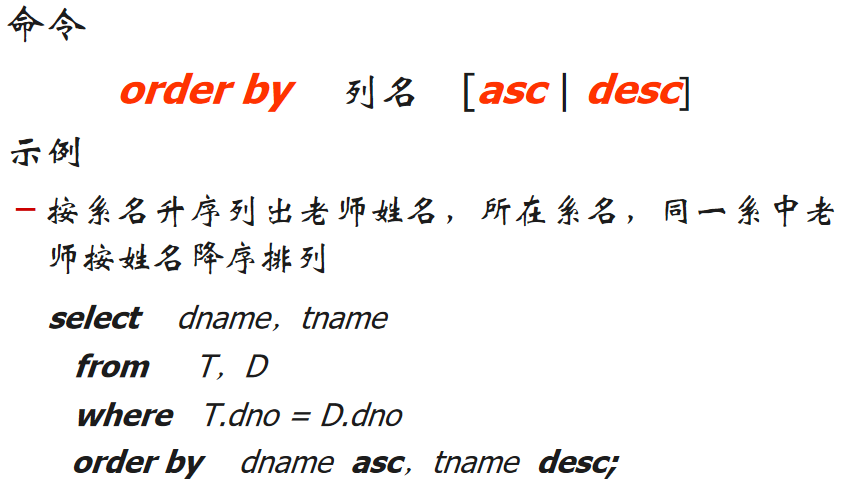 命令
order by 列名 [asc | desc]
示例
– 按系名升序列出老师姓名，所在系名，同一系中老
师按姓名降序排列
select dname，tname
from T，D
where T.dno = D.dno
order by dname asc，tname desc;